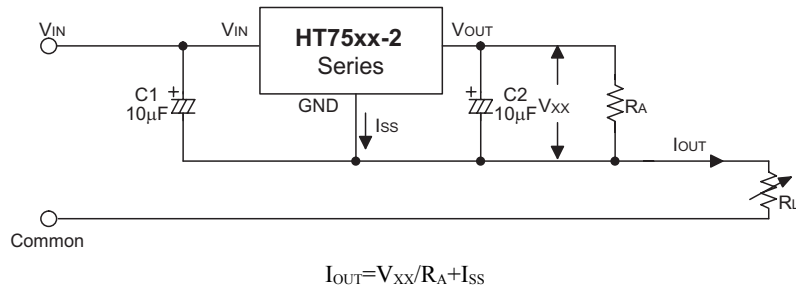 VIN
VIN
HT75xx-2
Series
VOUT
C1
10μF
+
GND
ISS
+
C2
10μF
VXX
RA
IOUT
RL
Common
IOUT=VXX/RA+ISS